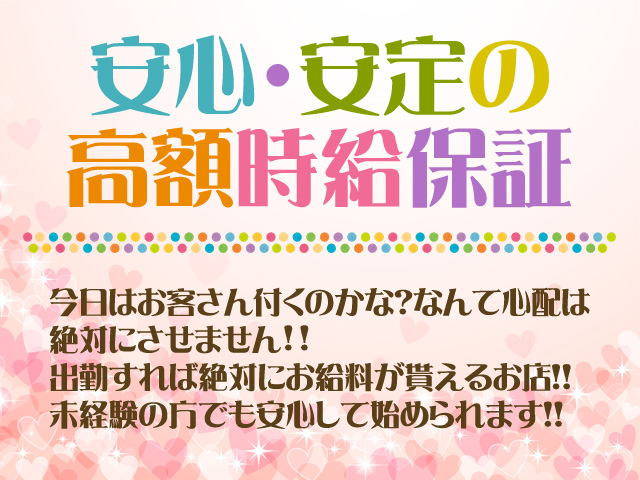 安心・安定の
高額時給保証
今日はお客さん付くのかな?なんて心配は
絶対にさせません!!
出勤すれば絶対にお給料が貰えるお店!!
未経験の方でも安心して始められます!!